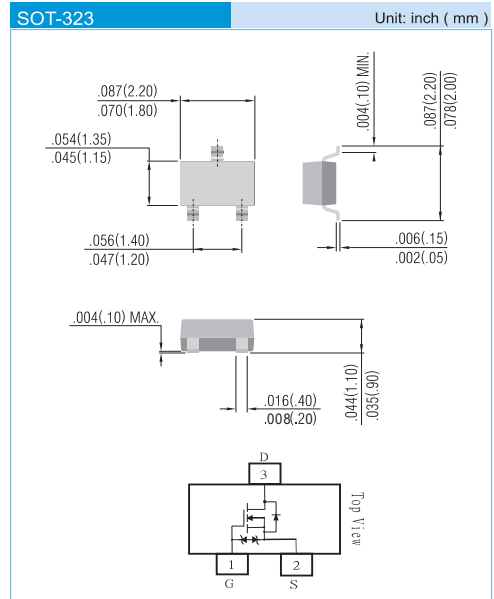 SOT-323
Unit: inch ( mm )
.087(2.20)
.070(1.80)
.054(1.35)
.045(1.15)
.056(1.40)
.047(1.20)
.004(.10) MIN.
.087(2.20)
.078(2.00)
.006(.15)
.002(.05)
.004(.10) MAX.
.016(.40)
.008(.20)
.044(1.10)
.035(.90)
D
3
Top View
1
2
G
S